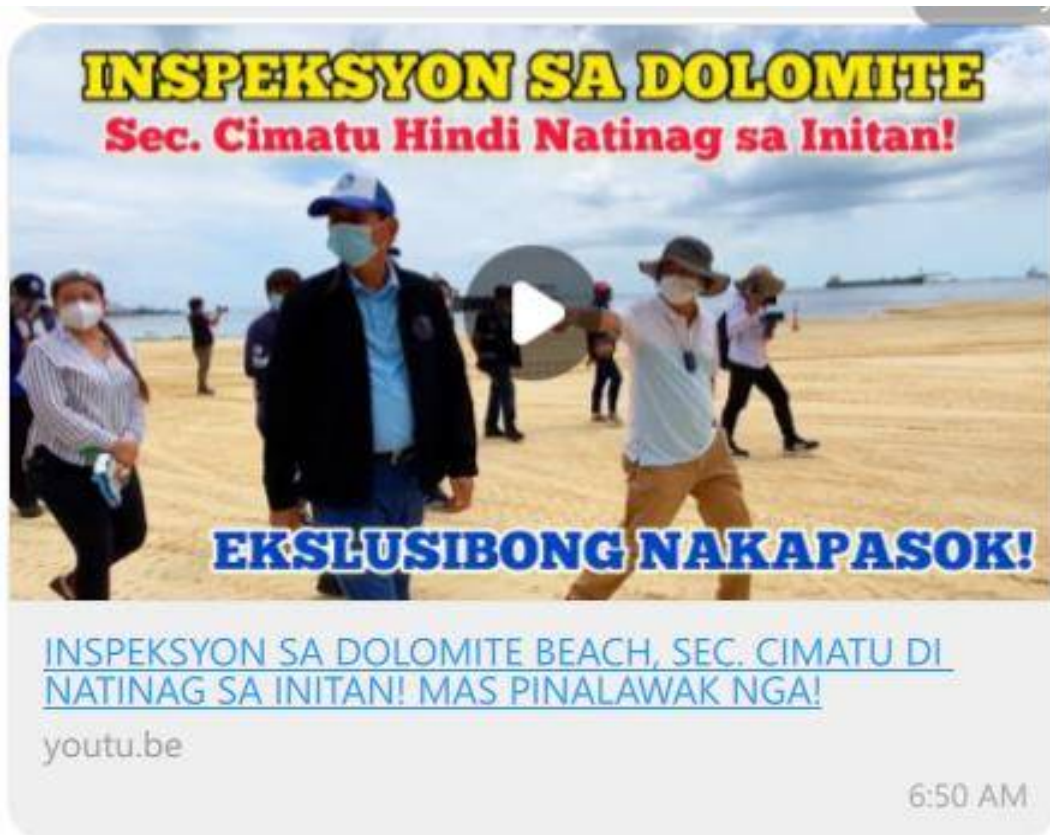 INSPEKSYON SA DOLOMITE
Sec. Cimatu Hindi Natinag sa Initan!
EKSLUSIBONG NAKAPASOK!
INSPEKSYON SA DOLOMITE BEACH, SEC. CIMATU DI
NATINAG SA INITAN! MAS PINALAWAK NGA!
youtu.be
6:50 AM